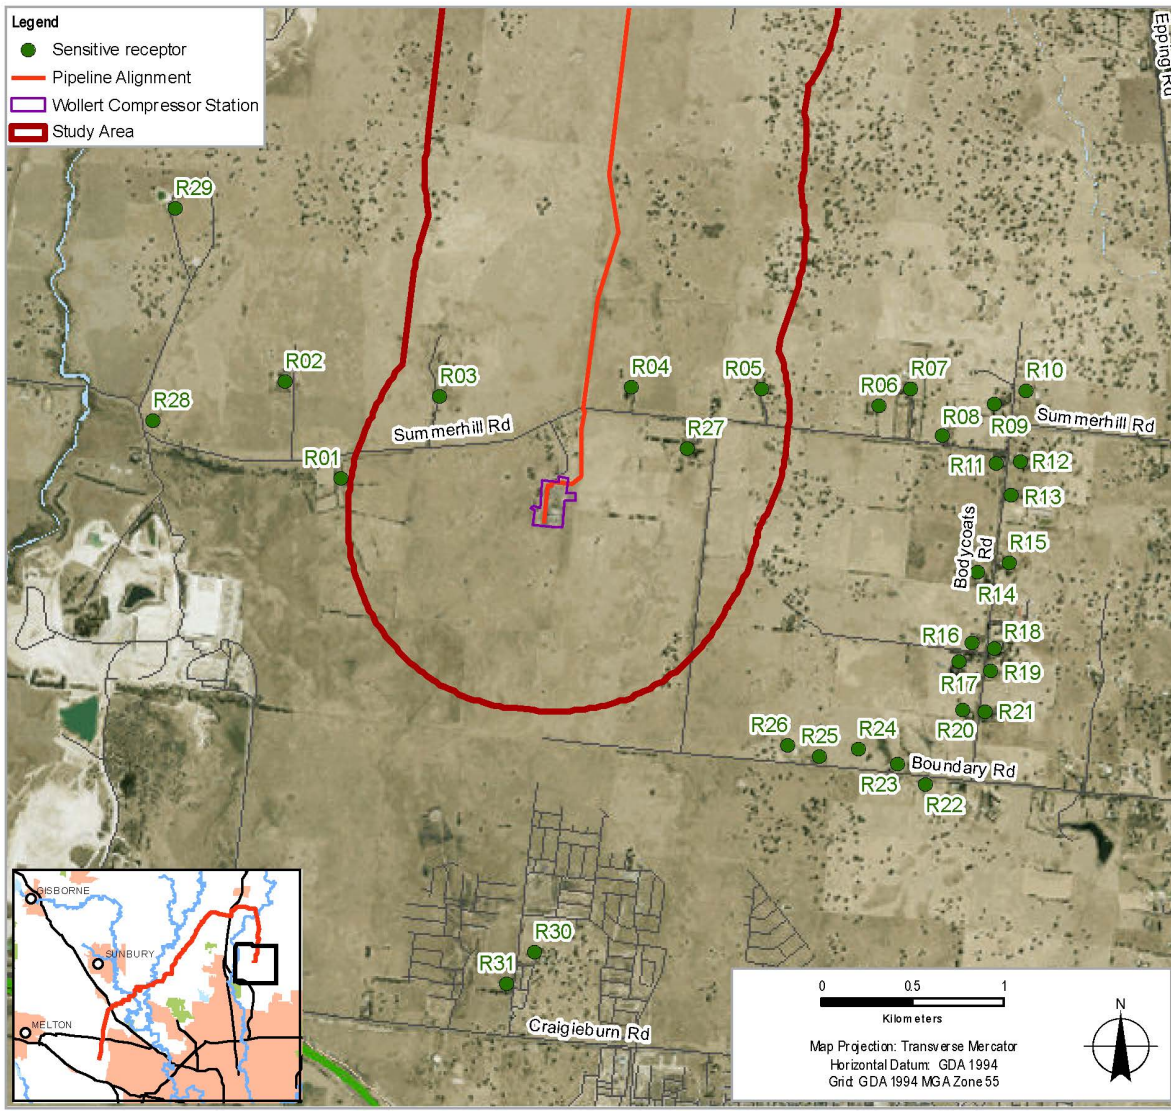 Legend
Sensitive receptor
Pipeline Alignment
Wollert Compressor Station
Study Area
Epping Rd
R29
R02
R03
R04
R05
R06
R07
R10
R28
R08
R09
Summerhill Rd
Summerhill Rd
R27
R01
R11
R12
R13
Bodycoats
Rd
R15
R14
R16
R18
R17
R19
R20
R21
R26
R25
R24
R23
Boundary Rd
R22
R30
R31
Craigieburn Rd
GISBORNE
SUNBURY
MELTON
0 0.5 1
Kilometers
N
Map Projection: Transverse Mercator
Horizontal Datum: GDA 1994
Grid: GDA 1994 MGA Zone 55